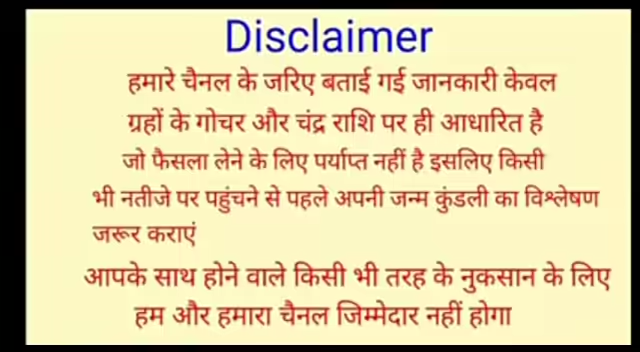 Disclaimer
हमारे चैनल के जरिए बताई गई जानकारी केवल
ग्रहों के गोचर और चंद्र राशि पर ही आधारित है
जो फैसला लेने के लिए पर्याप्त नहीं है इसलिए किसी
भी नतीजे पर पहुंचने से पहले अपनी जन्म कुंडली का विश्लेषण
जरूर कराएं
आपके साथ होने वाले किसी भी तरह के नुकसान के लिए
हम और हमारा चैनल जिम्मेदार नहीं होगा